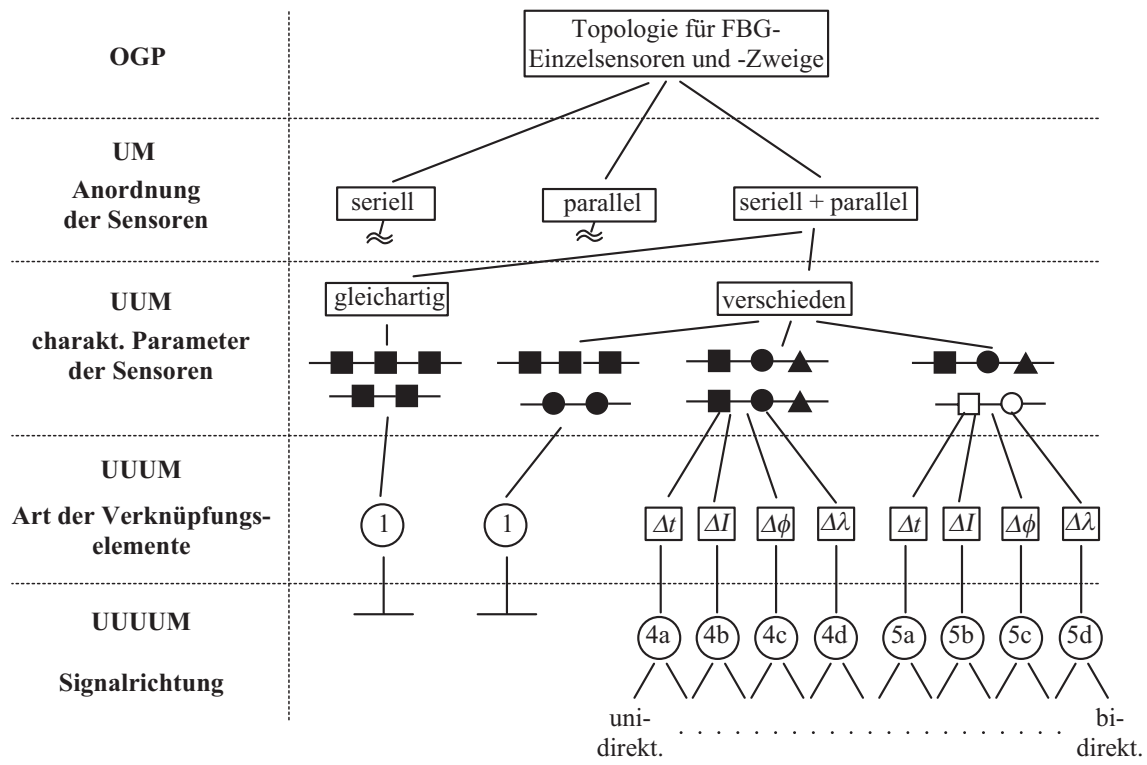 OGP
Topologie für FBG-
Einzelsensoren und -Zweige
UM
Anordnung
der Sensoren
seriell
parallel
seriell + parallel
UUM
charakt. Parameter
der Sensoren
gleichartig
verschieden
UUUM
Art der Verknüpfungs-
elemente
1
1
Δt
ΔI
Δϕ
Δλ
Δt
ΔI
Δϕ
Δλ
UUUUM
Signalrichtung
4a
4b
4c
4d
5a
5b
5c
5d
uni-
direkt.
bi-
direkt.